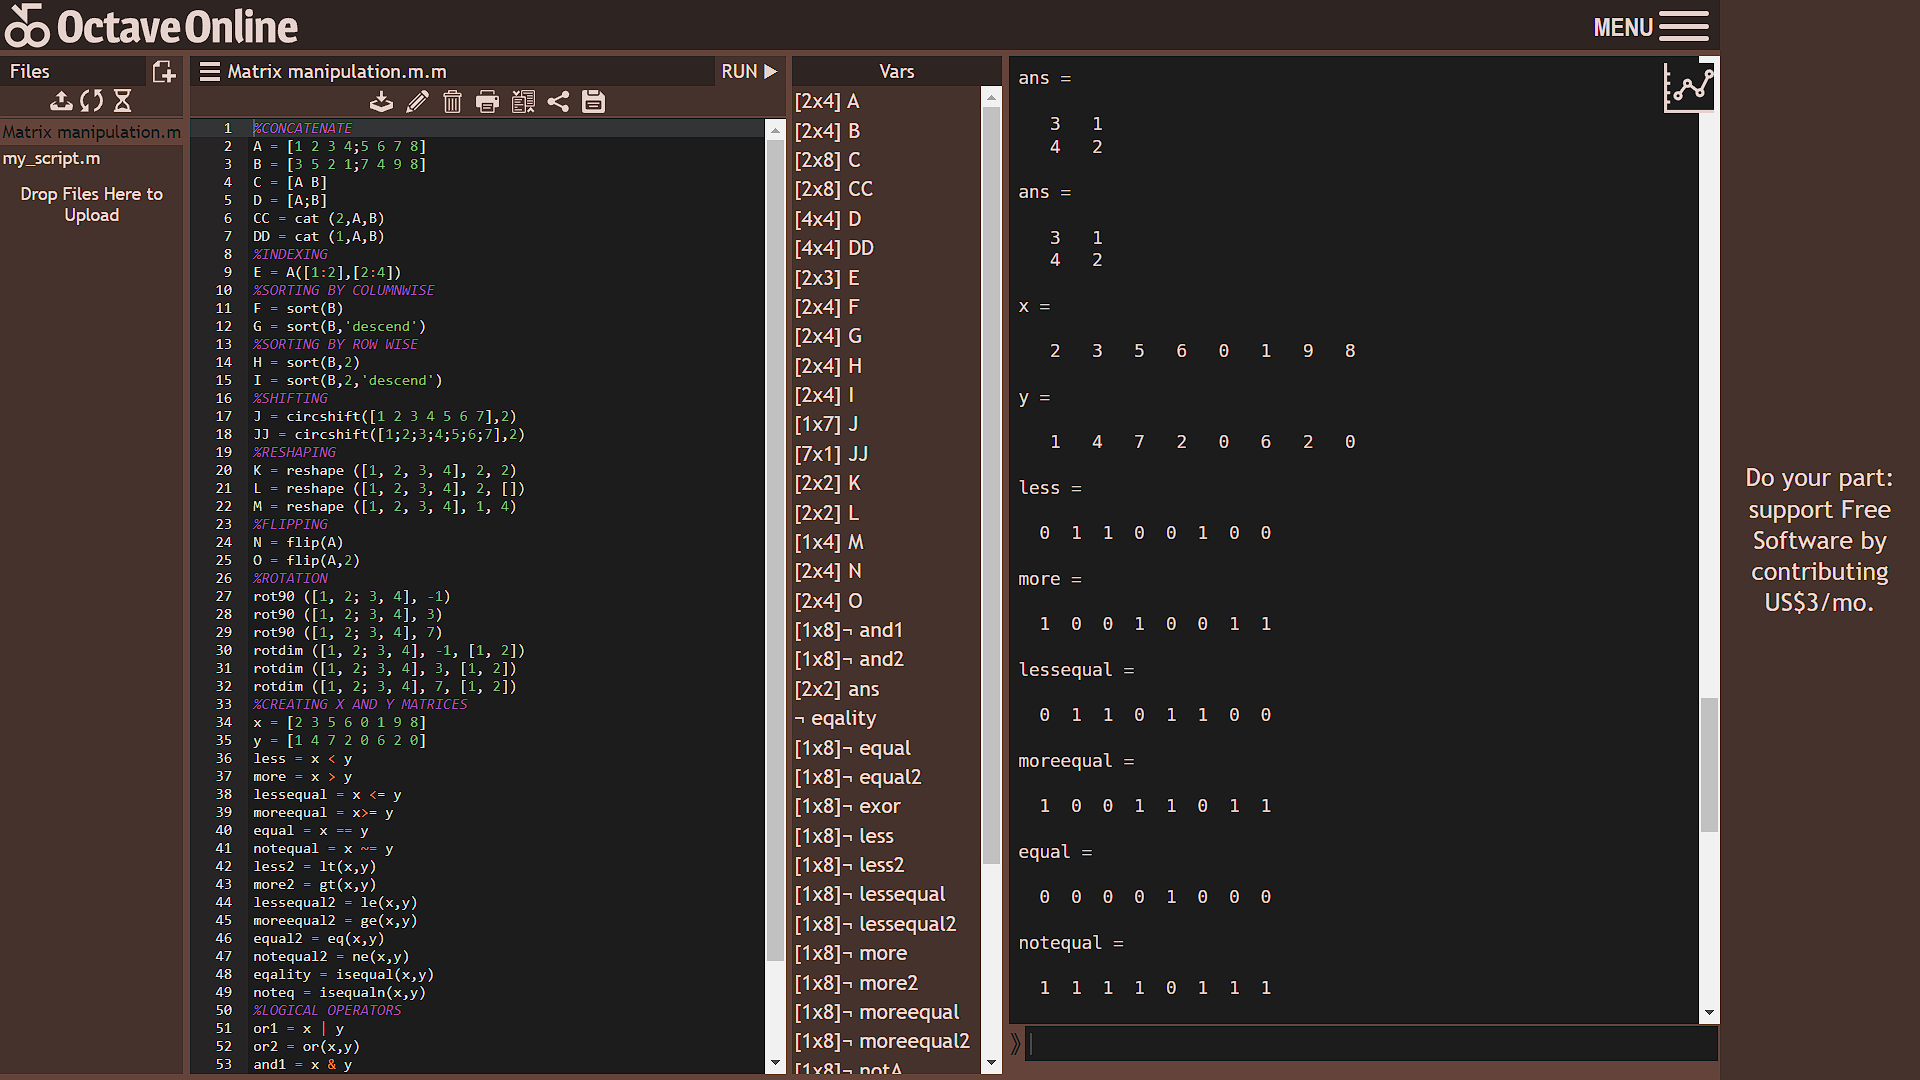 Octave Online
MENU
Files
Matrix manipulation.m
my_script.m
Drop Files Here to
Upload
Matrix manipulation.m.m
RUN
1 %CONCATENATE
2 A = [1 2 3 4;5 6 7 8]
3 B = [3 5 2 1;7 4 9 8]
4 C = [A B]
5 D = [A;B]
6 CC = cat (2,A,B)
7 DD = cat (1,A,B)
8 %INDEXING
9 E = A([1:2],[2:4])
10 %SORTING BY COLUMNWISE
11 F = sort(B)
12 G = sort(B,'descend')
13 %SORTING BY ROW WISE
14 H = sort(B,2)
15 I = sort(B,2,'descend')
16 %SHIFTING
17 J = circshift([1 2 3 4 5 6 7],2)
18 JJ = circshift([1;2;3;4;5;6;7],2)
19 %RESHAPING
20 K = reshape ([1, 2, 3, 4], 2, 2)
21 L = reshape ([1, 2, 3, 4], 2, [])
22 M = reshape ([1, 2, 3, 4], 1, 4)
23 %FLIPPING
24 N = flip(A)
25 O = flip(A,2)
26 %ROTATION
27 rot90 ([1, 2; 3, 4], -1)
28 rot90 ([1, 2; 3, 4], 3)
29 rot90 ([1, 2; 3, 4], 7)
30 rotdim ([1, 2; 3, 4], -1, [1, 2])
31 rotdim ([1, 2; 3, 4], 3, [1, 2])
32 rotdim ([1, 2; 3, 4], 7, [1, 2])
33 %CREATING X AND Y MATRICES
34 x = [2 3 5 6 0 1 9 8]
35 y = [1 4 7 2 0 6 2 0]
36 less = x < y
37 more = x > y
38 lessequal = x <= y
39 moreequal = x>= y
40 equal = x == y
41 notequal = x ~= y
42 less2 = lt(x,y)
43 more2 = gt(x,y)
44 lessequal2 = le(x,y)
45 moreequal2 = ge(x,y)
46 equal2 = eq(x,y)
47 notequal2 = ne(x,y)
48 eqality = isequal(x,y)
49 noteq = isequaln(x,y)
50 %LOGICAL OPERATORS
51 or1 = x | y
52 or2 = or(x,y)
53 and1 = x & y
Vars
[2x4] A
[2x4] B
[2x8] C
[2x8] CC
[4x4] D
[4x4] DD
[2x3] E
[2x4] F
[2x4] G
[2x4] H
[2x4] I
[1x7] J
[7x1] JJ
[2x2] K
[2x2] L
[1x4] M
[2x4] N
[2x4] O
[1x8]¬ and1
[1x8]¬ and2
[2x2] ans
¬ eqality
[1x8]¬ equal
[1x8]¬ equal2
[1x8]¬ exor
[1x8]¬ less
[1x8]¬ less2
[1x8]¬ lessequal
[1x8]¬ lessequal2
[1x8]¬ more
[1x8]¬ more2
[1x8]¬ moreequal
[1x8]¬ moreequal2
[1x8]¬ notA
ans =
3 1
4 2
ans =
3 1
4 2
x =
2 3 5 6 0 1 9 8
y =
1 4 7 2 0 6 2 0
less =
0 1 1 0 0 1 0 0
more =
1 0 0 1 0 0 1 1
lessequal =
0 1 1 0 1 1 0 0
moreequal =
1 0 0 1 1 0 1 1
equal =
0 0 0 0 1 0 0 0
notequal =
1 1 1 1 0 1 1 1
Do your part:
support Free
Software by
contributing
US$3/mo.